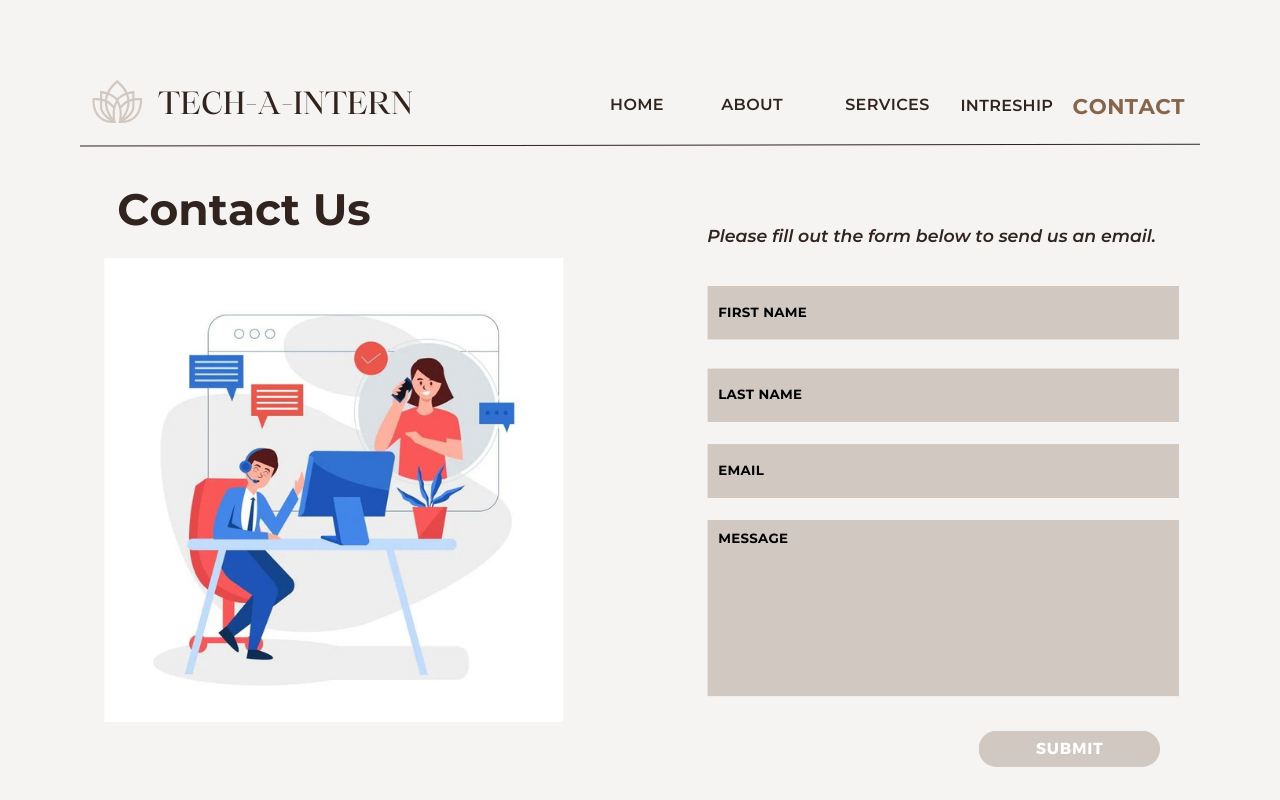 TECH-A-INTERN
HOME ABOUT SERVICES INTRESHIP CONTACT
Contact Us
Please fill out the form below to send us an email.
FIRST NAME
LAST NAME
EMAIL
MESSAGE
SUBMIT